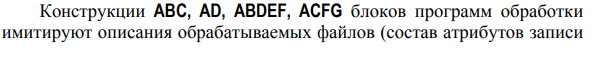 Конструкции ABC, AD, ABDEF, ACFG блоков программ обработки
имитируют описания обрабатываемых файлов (состав атрибутов записи